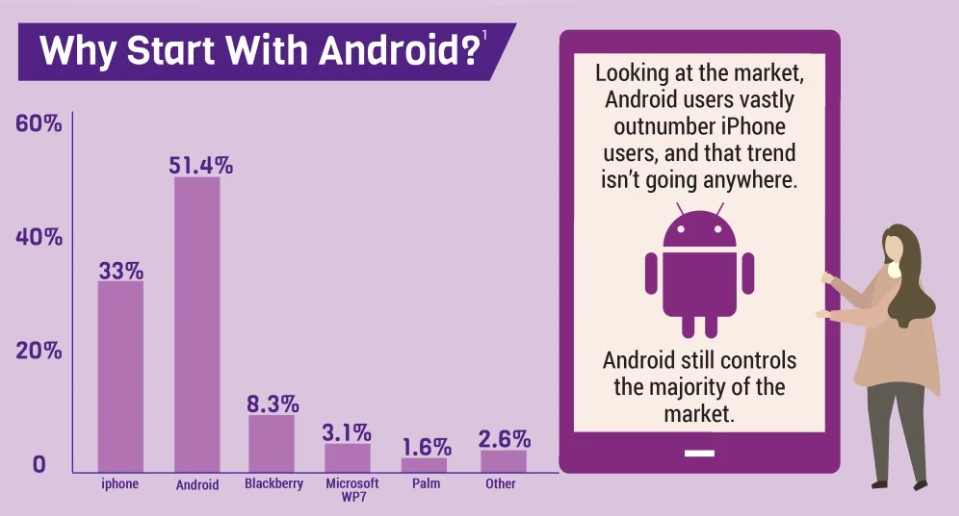 Why Start With Android?¹
60%
40%
20%
0
33%
51.4%
8.3%
3.1%
1.6%
2.6%
iphone
Android
Blackberry
Microsoft
WP7
Palm
Other
Looking at the market,
Android users vastly
outnumber iPhone
users, and that trend
isn't going anywhere.
Android still controls
the majority of the
market.